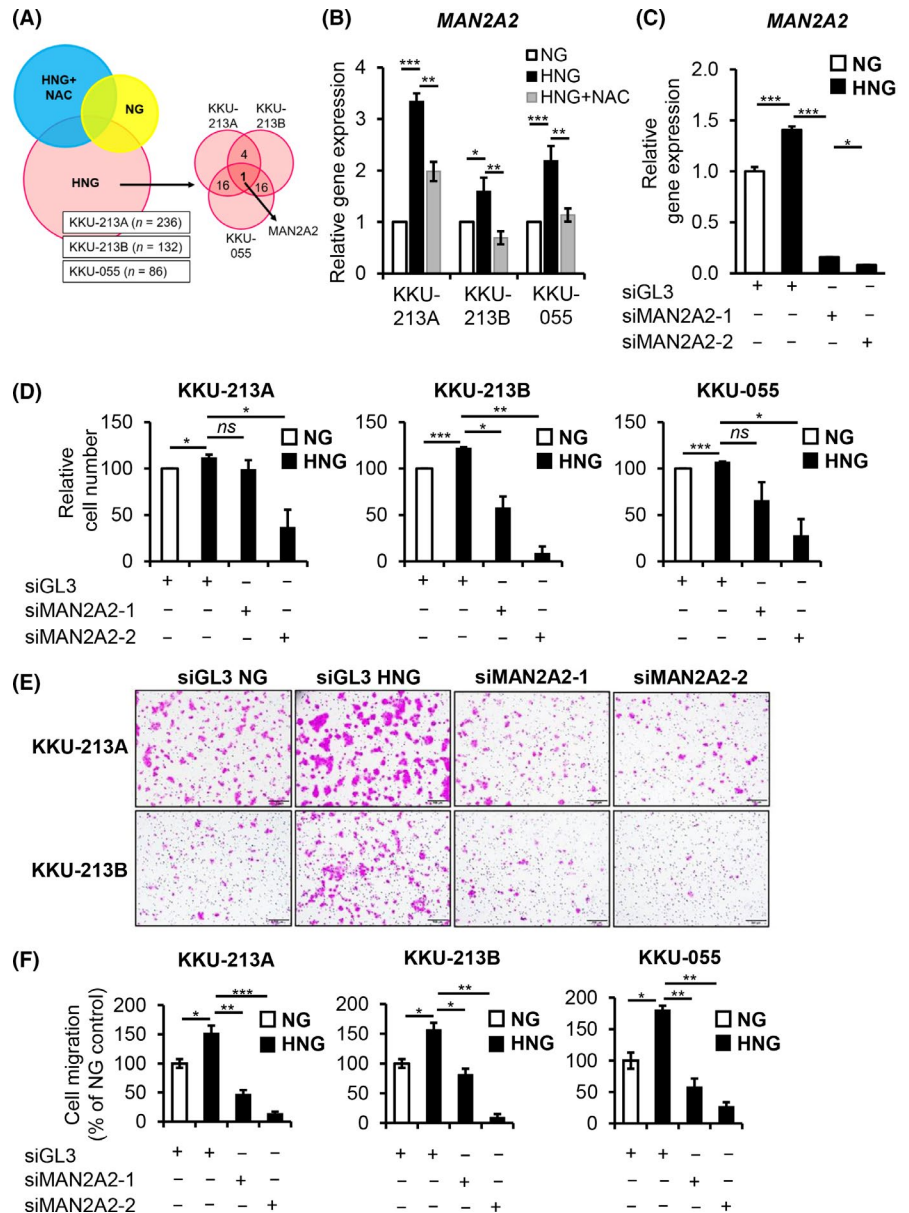 (A)
HNG+
NAC
NG
HNG
KKU-213A (n = 236)
KKU-213B (n = 132)
KKU-055 (n = 86)
KKU- KKU-
213A 213B
4
1
16 16
KKU-
055
MAN2A2
(B) MAN2A2
Relative gene expression
4
3
2
1
0
*** ** * ** *** **
NG
HNG
HNG+NAC
KKU- KKU- KKU-
213A 213B 055
(C) MAN2A2
Relative
gene expression
2.0
1.5
1.0
0.5
0.0
*** *** *
NG
HNG
siGL3 + + – –
siMAN2A2-1 – – + –
siMAN2A2-2 – – – +
(D)
KKU-213A KKU-213B KKU-055
Relative
cell number
150
100
50
0
* ns *
NG
HNG
150
100
50
0
*** * **
NG
HNG
150
100
50
0
*** ns *
NG
HNG
siGL3 + + – – + + – – + + – –
siMAN2A2-1 – – + – – – + – – – + –
siMAN2A2-2 – – – + – – – + – – – +
(E)
siGL3 NG siGL3 HNG siMAN2A2-1 siMAN2A2-2
KKU-213A
KKU-213B
(F)
KKU-213A KKU-213B KKU-055
Cell migration
(% of NG control)
200
150
100
50
0
* ** ***
NG
HNG
200
150
100
50
0
* * **
NG
HNG
200
150
100
50
0
* ** **
NG
HNG
siGL3 + + – – + + – – + + – –
siMAN2A2-1 – – + – – – + – – – + –
siMAN2A2-2 – – – + – – – + – – – +